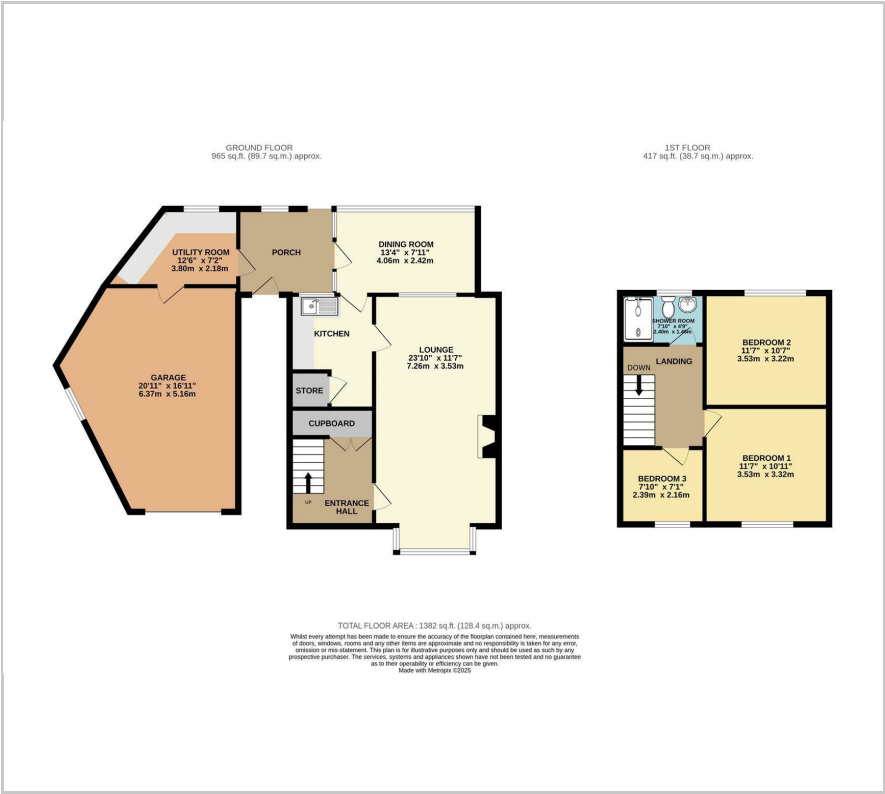 GROUND FLOOR
965 sq.ft. (89.7 sq.m.) approx.
1ST FLOOR
417 sq.ft. (38.7 sq.m.) approx.
UTILITY ROOM
12'6" x 7'2"
3.80m x 2.18m
PORCH
DINING ROOM
13'4" x 7'11"
4.06m x 2.42m
KITCHEN
LOUNGE
23'10" x 11'7"
7.26m x 3.53m
GARAGE
20'11" x 16'11"
6.37m x 5.16m
STORE
CUPBOARD
UP
ENTRANCE
HALL
SHOWER ROOM
7'10" x 4'9"
2.40m x 1.46m
BEDROOM 2
11'7" x 10'7"
3.53m x 3.22m
LANDING
DOWN
BEDROOM 1
11'7" x 10'11"
3.53m x 3.32m
BEDROOM 3
7'10" x 7'1"
2.39m x 2.16m
TOTAL FLOOR AREA : 1382 sq.ft. (128.4 sq.m.) approx.
Whilst every attempt has been made to ensure the accuracy of the floorplan contained here, measurements
of doors, windows, rooms and any other items are approximate and no responsibility is taken for any error,
omission or mis-statement. This plan is for illustrative purposes only and should be used as such by any
prospective purchaser. The services, systems and appliances shown have not been tested and no guarantee
as to their operability or efficiency can be given.
Made with Metropix ©2025